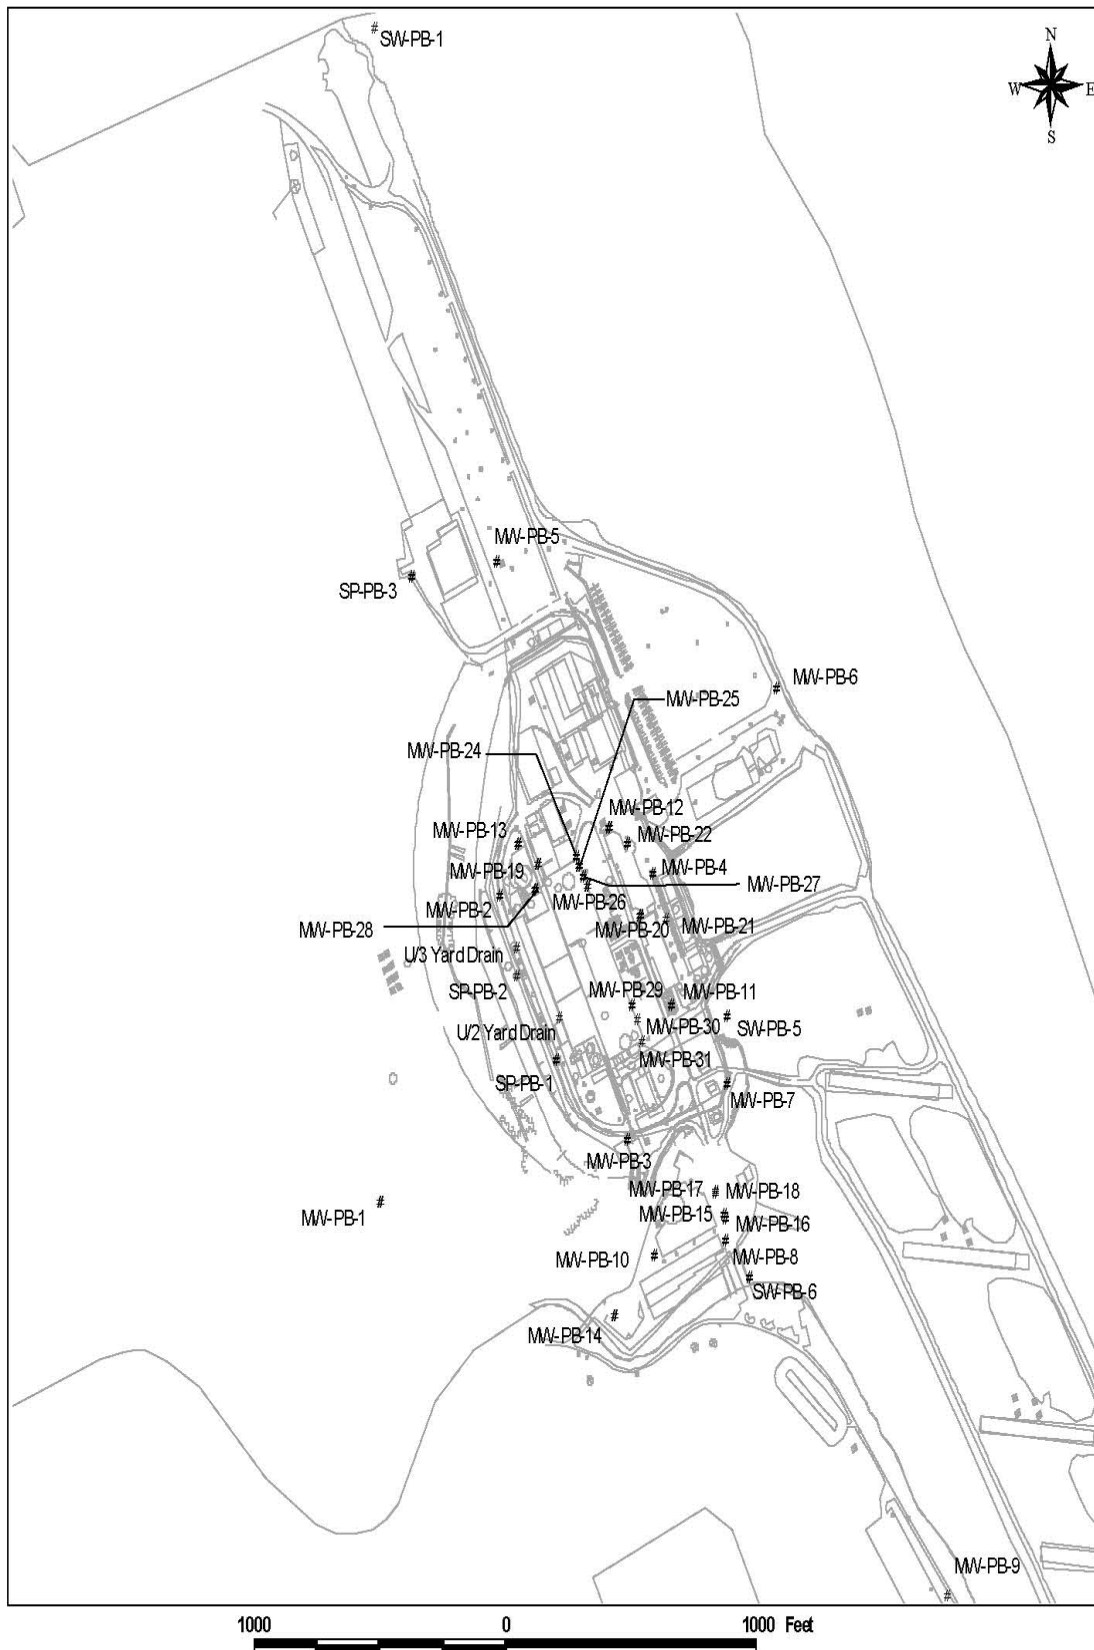 # SW-PB-1
N
W E
S
# MW-PB-5
# SP-PB-3
# MW-PB-6
MW-PB-25
MW-PB-24
MW-PB-12
MW-PB-13
MW-PB-22
MW-PB-19
MW-PB-4
MW-PB-27
MW-PB-2
MW-PB-26
MW-PB-28
MW-PB-20
MW-PB-21
U/3 Yard Drain
SP-PB-2
MW-PB-29
MW-PB-11
U/2 Yard Drain
MW-PB-30
SW-PB-5
MW-PB-31
SP-PB-1
MW-PB-7
MW-PB-3
MW-PB-17
MW-PB-18
MW-PB-1
MW-PB-15
MW-PB-16
MW-PB-10
MW-PB-8
SW-PB-6
MW-PB-14
MW-PB-9
1000 0 1000 Feet